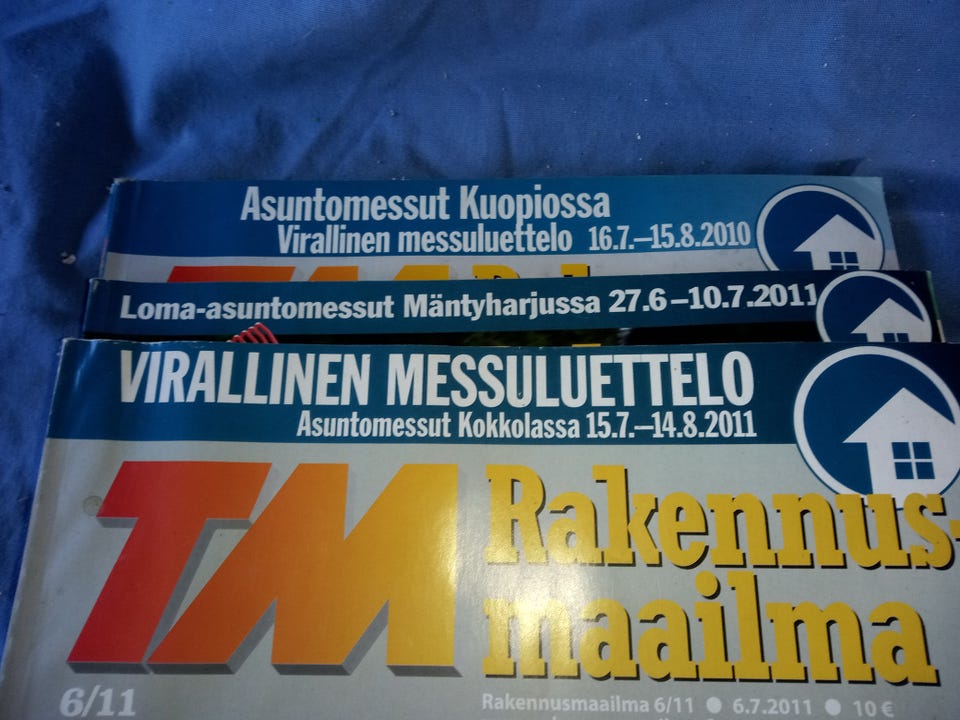 Asuntomessut Kuopiossa
Virallinen messuluettelo 16.7.–15.8.2010
Loma-asuntomessut Mäntyharjussa 27.6–10.7.2011
VIRALLINEN MESSULUETTELO
Asuntomessut Kokkolassa 15.7.–14.8.2011
TM Rakennus-
maailma
6/11
Rakennusmaailma 6/11 ● 6.7.2011 ● 10 €